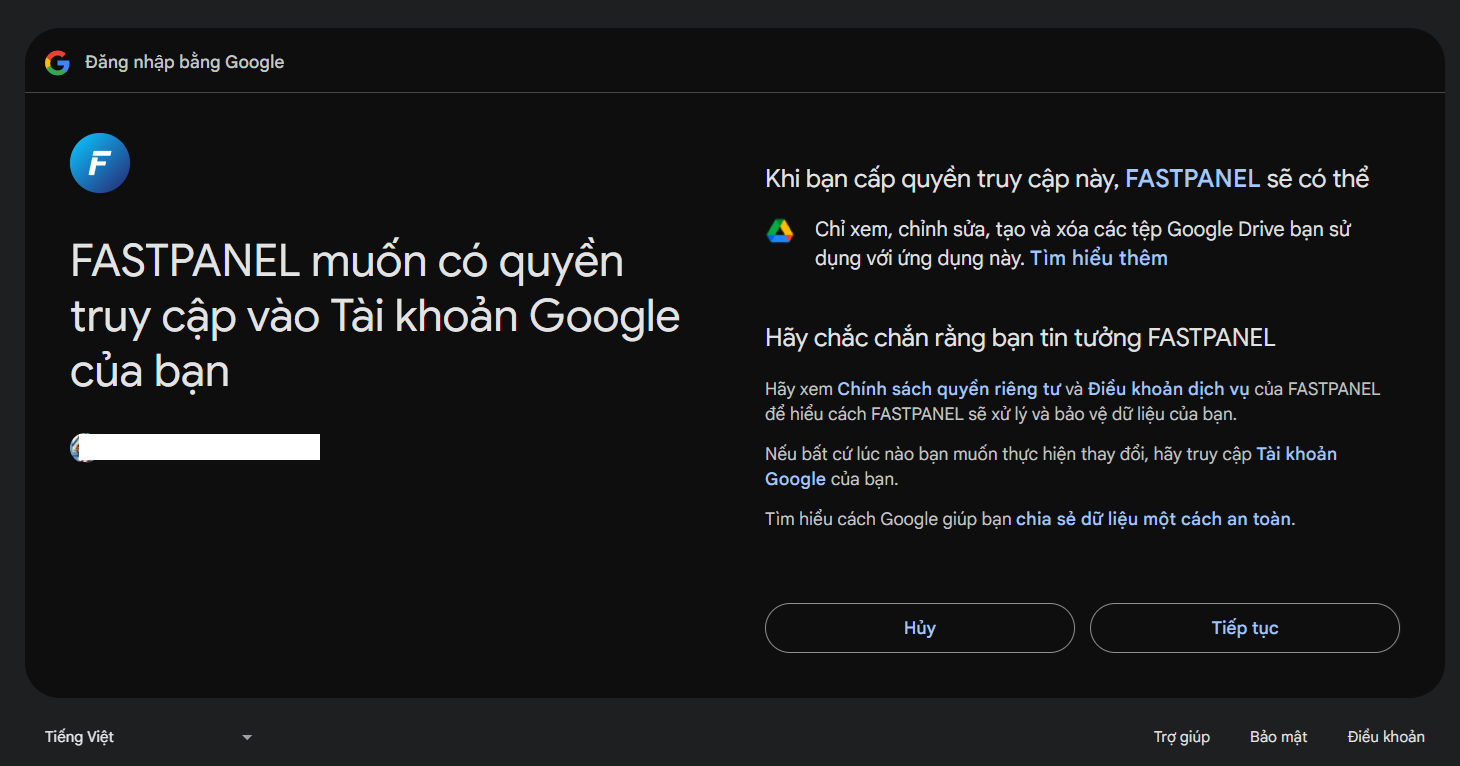 Đăng nhập bằng Google
F
FASTPANEL muốn có quyền
truy cập vào Tài khoản Google
của bạn
Khi bạn cấp quyền truy cập này, FASTPANEL sẽ có thể
Chỉ xem, chỉnh sửa, tạo và xóa các tệp Google Drive bạn sử
dụng với ứng dụng này. Tìm hiểu thêm
Hãy chắc chắn rằng bạn tin tưởng FASTPANEL
Hãy xem Chính sách quyền riêng tư và Điều khoản dịch vụ của FASTPANEL
để hiểu cách FASTPANEL sẽ xử lý và bảo vệ dữ liệu của bạn.
Nếu bất cứ lúc nào bạn muốn thực hiện thay đổi, hãy truy cập Tài khoản
Google của bạn.
Tìm hiểu cách Google giúp bạn chia sẻ dữ liệu một cách an toàn.
Hủy
Tiếp tục
Tiếng Việt
Trợ giúp
Bảo mật
Điều khoản